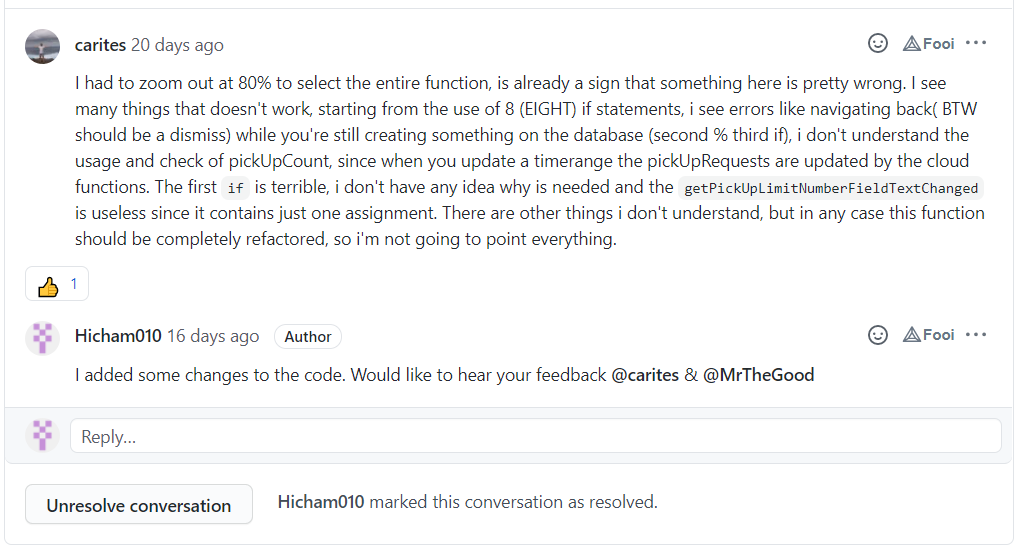 carites 20 days ago
Fooi
I had to zoom out at 80% to select the entire function, is already a sign that something here is pretty wrong. I see
many things that doesn't work, starting from the use of 8 (EIGHT) if statements, i see errors like navigating back( BTW
should be a dismiss) while you're still creating something on the database (second % third if), i don't understand the
usage and check of pickUpCount, since when you update a timerange the pickUpRequests are updated by the cloud
functions. The first if is terrible, i don't have any idea why is needed and the getPickUpLimitNumberFieldTextChanged
is useless since it contains just one assignment. There are other things i don't understand, but in any case this function
should be completely refactored, so i'm not going to point everything.
1
Hicham010 16 days ago Author
Fooi
I added some changes to the code. Would like to hear your feedback @carites & @MrTheGood
Reply...
Unresolve conversation
Hicham010 marked this conversation as resolved.